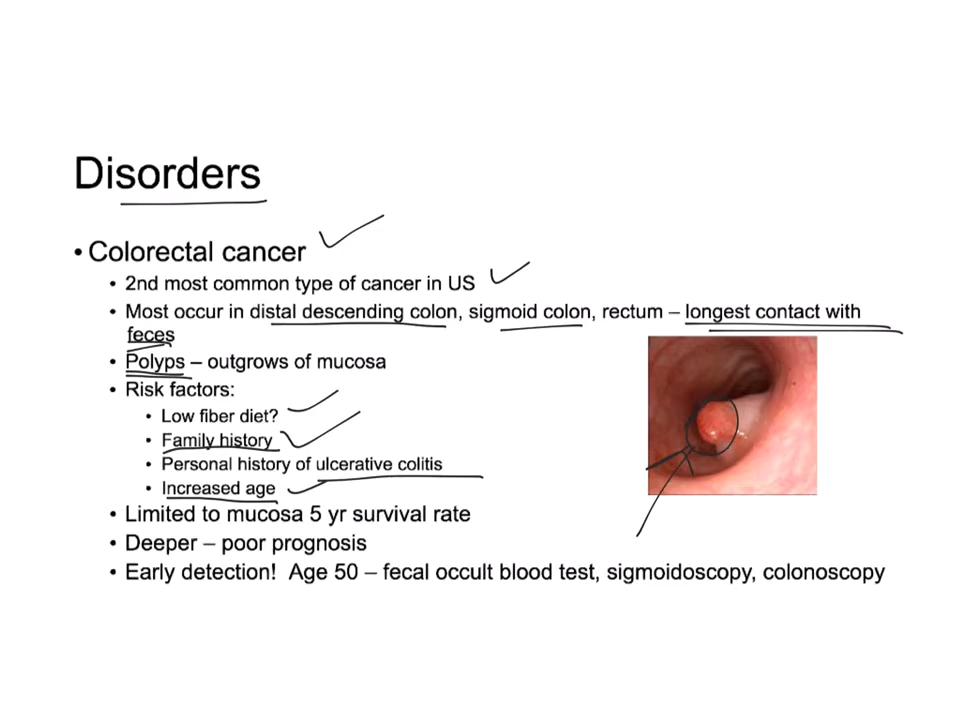 Disorders
• Colorectal cancer
• 2nd most common type of cancer in US
• Most occur in distal descending colon, sigmoid colon, rectum – longest contact with
feces
• Polyps – outgrows of mucosa
• Risk factors:
• Low fiber diet?
• Family history
• Personal history of ulcerative colitis
• Increased age
• Limited to mucosa 5 yr survival rate
• Deeper – poor prognosis
• Early detection!  Age 50 – fecal occult blood test, sigmoidoscopy, colonoscopy